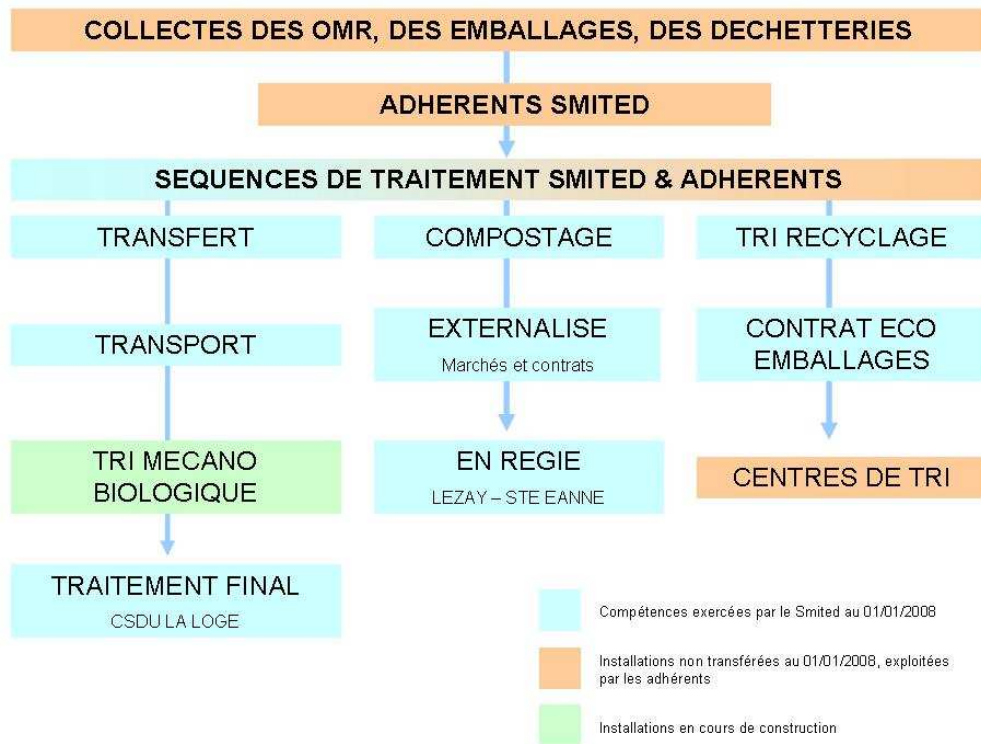 COLLECTES DES OMR, DES EMBALLAGES, DES DECHETTERIES
ADHERENTS SMITED
SEQUENCES DE TRAITEMENT SMITED & ADHERENTS
TRANSFERT
TRANSPORT
TRI MECANO
BIOLOGIQUE
TRAITEMENT FINAL
CSDU LA LOGE
COMPOSTAGE
EXTERNALISE
Marchés et contrats
EN REGIE
LEZAY – STE EANNE
TRI RECYCLAGE
CONTRAT ECO
EMBALLAGES
CENTRES DE TRI
Compétences exercées par le Smited au 01/01/2008
Installations non transférées au 01/01/2008, exploitées
par les adhérents
Installations en cours de construction